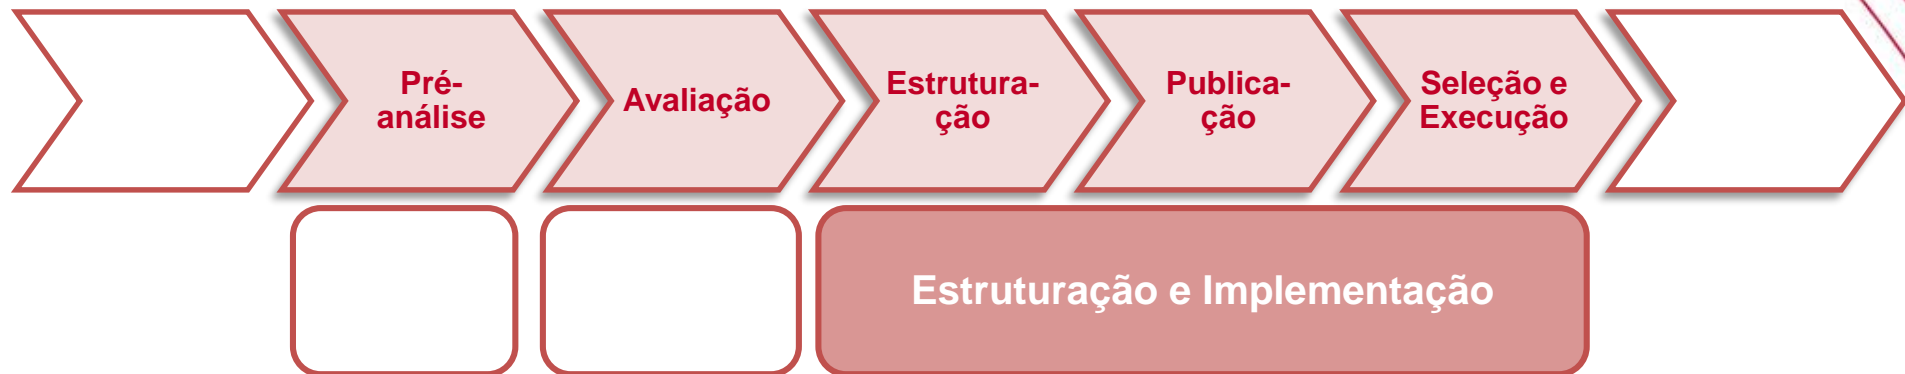 Pré-
análise
Avaliação
Estrutura-
ção
Publica-
ção
Seleção e
Execução
Estruturação e Implementação